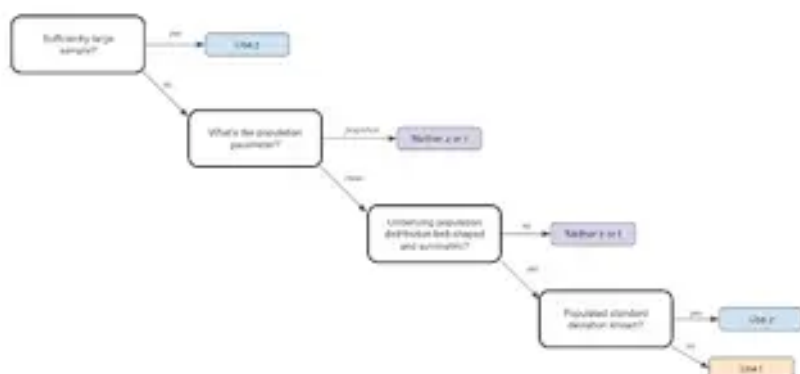 Sufficiently large
sample?
yes
Use z
no
What's the population
parameter?
proportion
Neither z or t
mean
Underlying population
distribution bell-shaped
and symmetric?
no
Neither z or t
yes
Populated standard
deviation known?
yes
Use z
no
Use t